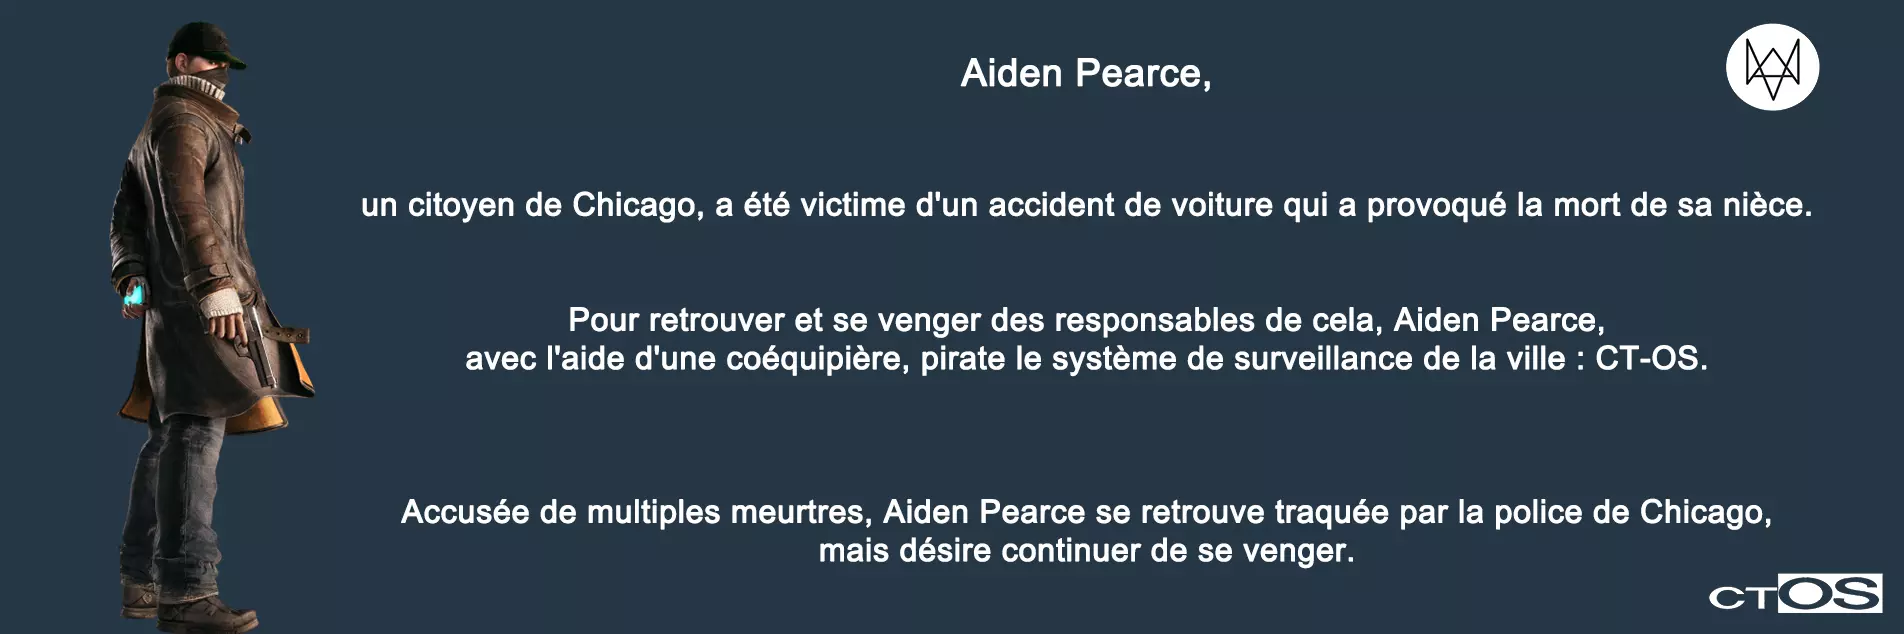 Aiden Pearce,
un citoyen de Chicago, a été victime d'un accident de voiture qui a provoqué la mort de sa nièce.
Pour retrouver et se venger des responsables de cela, Aiden Pearce,
avec l'aide d'une coéquipière, pirate le système de surveillance de la ville : CT-OS.
Accusée de multiples meurtres, Aiden Pearce se retrouve traquée par la police de Chicago,
mais désire continuer de se venger.
CTOS